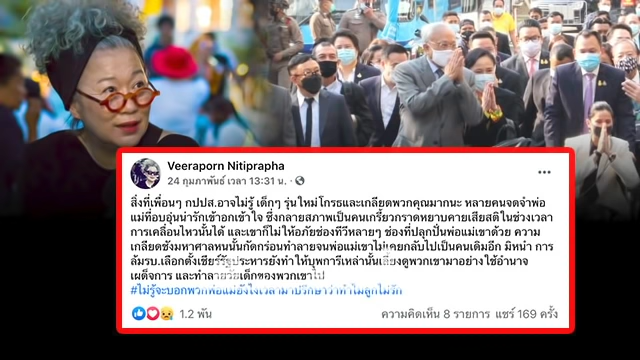 Veeraporn Nitiprapha
24 กุมภาพันธ์ เวลา 13:31 น.
สิ่งที่เพื่อนๆ กปปส.อาจไม่รู้ เด็กๆ รุ่นใหม่โกรธและเกลียดพวกคุณมากนะ หลายคนจดจำพ่อ
แม่ที่อบอุ่นน่ารักเข้าอกเข้าใจ ซึ่งกลายสภาพเป็นคนเกรี้ยวกราดหยาบคายเสียสติในช่วงเวลา
การเคลื่อนไหวนั้นได้ และเขาก็ไม่ให้อภัยช่องทีวีหลายๆ ช่องที่ปลุกปั่นพ่อแม่เขาด้วย ความ
เกลียดชังมหาศาลหนนั้นกัดกร่อนทำลายจนพ่อแม่เขาไม่เคยกลับไปเป็นคนเดิมอีก มิหน่ำ การ
ล้มรบ.เลือกตั้งเชียร์รัฐประหารยังทำให้บุพการีเหล่านั้นเลี้ยงดูพวกเขามาอย่างใช้อำนาจ
เผด็จการ และทำลายวัยเด็กของพวกเขาไป
#ไม่รู้จะบอกพวกพ่อแม่ยังไงเวลามาปรึกษาว่าทำไมลูกไม่รัก
1.2 พัน
ความคิดเห็น 8 รายการ แชร์ 169 ครั้ง